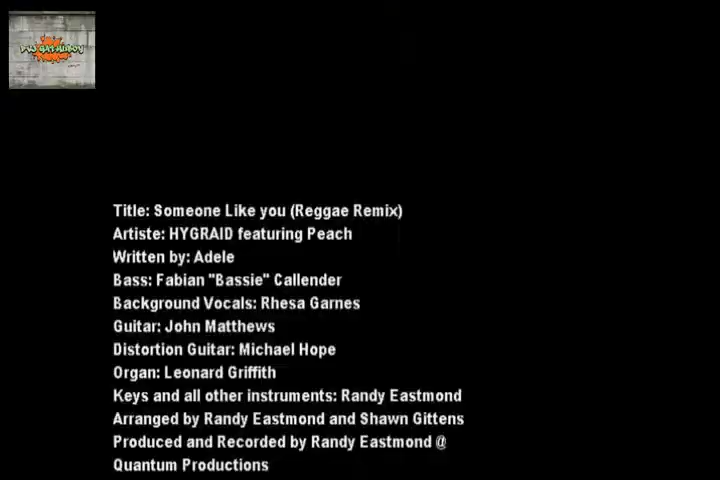 Title: Someone Like you (Reggae Remix)
Artiste: HYGRAID featuring Peach
Written by: Adele
Bass: Fabian "Bassie" Callender
Background Vocals: Rhesa Garnes
Guitar: John Matthews
Distortion Guitar: Michael Hope
Organ: Leonard Griffith
Keys and all other instruments: Randy Eastmond
Arranged by Randy Eastmond and Shawn Gittens
Produced and Recorded by Randy Eastmond @
Quantum Productions